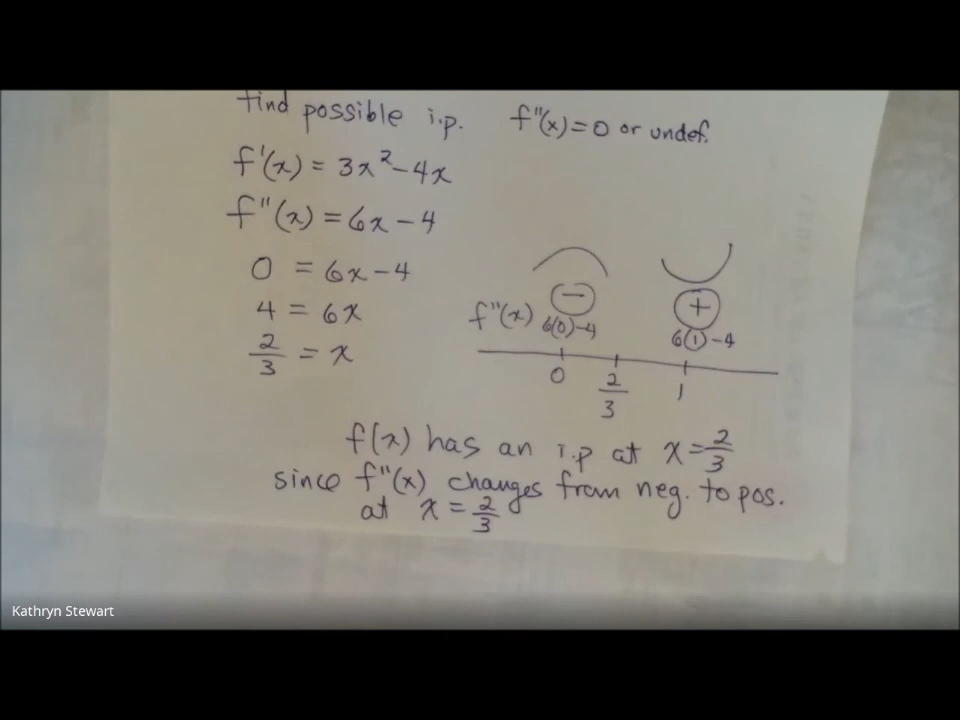 find possible i.p. f"(x)=0 or undef.
f'(x) = 3x²-4x
f"(x) = 6x-4
0 = 6x-4
4 = 6x
2/3 = x
f"(x) - +
6(0)-4 6(1)-4
0 2/3 1
f(x) has an i.p at x=2/3
since f"(x) changes from neg. to pos.
at x = 2/3
Kathryn Stewart